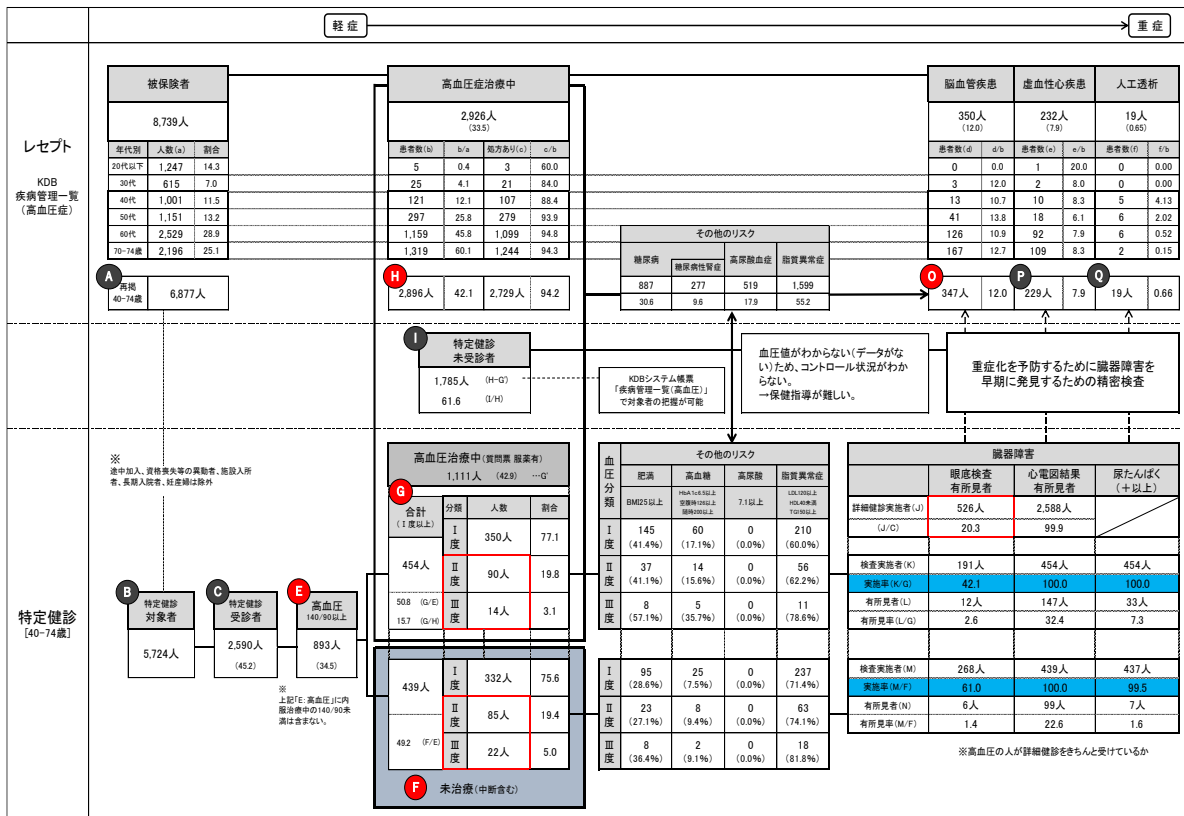 軽症
重症
レセプト
KDB
疾病管理一覧
(高血圧症)
被保険者
8,739人
年代別 人数(a) 割合
20代以下 1,247 14.3
30代 615 7.0
40代 1,001 11.5
50代 1,151 13.2
60代 2,529 28.9
70-74歳 2,196 25.1
A
再掲
40-74歳
6,877人
高血圧症治療中
2,926人
(33.5)
患者数(b) b/a 処方あり(c) c/b
5 0.4 3 60.0
25 4.1 21 84.0
121 12.1 107 88.4
297 25.8 279 93.9
1,159 45.8 1,099 94.8
1,319 60.1 1,244 94.3
H
2,896人 42.1 2,729人 94.2
その他のリスク
糖尿病 糖尿病性腎症 高尿酸血症 脂質異常症
887 277 519 1,599
30.6 9.6 17.9 55.2
脳血管疾患 虚血性心疾患 人工透析
350人 232人 19人
(12.0) (7.9) (0.65)
患者数(d) d/b 患者数(e) e/b 患者数(f) f/b
0 0.0 1 20.0 0 0.00
3 12.0 2 8.0 0 0.00
13 10.7 10 8.3 5 4.13
41 13.8 18 6.1 6 2.02
126 10.9 92 7.9 6 0.52
167 12.7 109 8.3 2 0.15
O P Q
347人 12.0 229人 7.9 19人 0.66
I
特定健診
未受診者
1,785人 (H-G')
61.6 (I/H)
KDBシステム帳票
「疾病管理一覧(高血圧)」
で対象者の把握が可能
血圧値がわからない(データがな
い)ため、コントロール状況がわか
らない。
→保健指導が難しい。
重症化を予防するために臓器障害を
早期に発見するための精密検査
特定健診
[40-74歳]
※
途中加入、資格喪失等の異動者、施設入所
者、長期入院者、妊産婦は除外
B
特定健診
対象者
5,724人
C
特定健診
受診者
2,590人
(45.2)
E
高血圧
140/90以上
893人
(34.5)
※
上記「E:高血圧」に内
服治療中の140/90未
満は含まない。
高血圧治療中(質問票 服薬有)
1,111人 (42.9) …G'
G
合計
(Ⅰ度以上)
分類 人数 割合
454人
50.8 (G/E)
15.7 (G/H)
Ⅰ度 350人 77.1
Ⅱ度 90人 19.8
Ⅲ度 14人 3.1
439人
49.2 (F/E)
Ⅰ度 332人 75.6
Ⅱ度 85人 19.4
Ⅲ度 22人 5.0
F
未治療(中断含む)
血圧分類
その他のリスク
肥満 高血糖 高尿酸 脂質異常症
BMI25以上
HbA1c6.5以上
空腹時126以上
随時200以上
7.1以上
LDL120以上
HDL40未満
TG150以上
Ⅰ度 145 60 0 210
(41.4%) (17.1%) (0.0%) (60.0%)
Ⅱ度 37 14 0 56
(41.1%) (15.6%) (0.0%) (62.2%)
Ⅲ度 8 5 0 11
(57.1%) (35.7%) (0.0%) (78.6%)
Ⅰ度 95 25 0 237
(28.6%) (7.5%) (0.0%) (71.4%)
Ⅱ度 23 8 0 63
(27.1%) (9.4%) (0.0%) (74.1%)
Ⅲ度 8 2 0 18
(36.4%) (9.1%) (0.0%) (81.8%)
臓器障害
眼底検査
有所見者
心電図結果
有所見者
尿たんぱく
(+以上)
詳細健診実施者(J) 526人 2,588人
(J/C) 20.3 99.9
検査実施者(K) 191人 454人 454人
実施率(K/G) 42.1 100.0 100.0
有所見者(L) 12人 147人 33人
有所見率(L/G) 2.6 32.4 7.3
検査実施者(M) 268人 439人 437人
実施率(M/F) 61.0 100.0 99.5
有所見者(N) 6人 99人 7人
有所見率(M/F) 1.4 22.6 1.6
※高血圧の人が詳細健診をきちんと受けているか